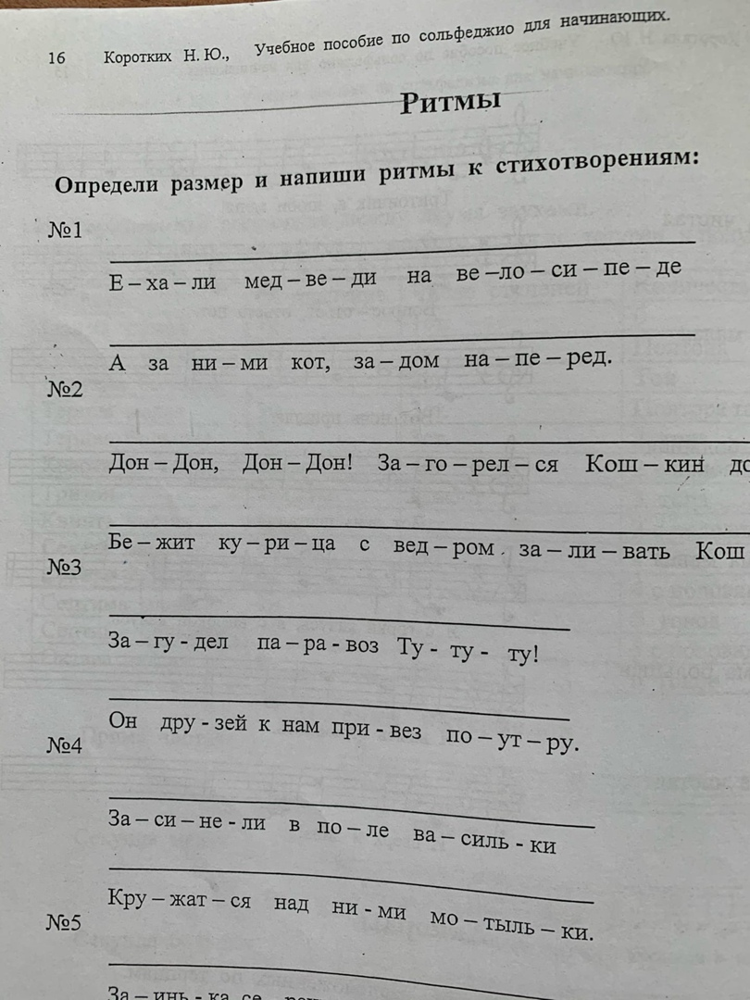 16 Коротких Н. Ю., Учебное пособие по сольфеджио для начинающих.
Ритмы
Определи размер и напиши ритмы к стихотворениям:
№1
Е – ха – ли мед – ве – ди на ве –ло – си – пе – де
А за ни – ми кот, за – дом на – пе – ред.
№2
Дон – Дон, Дон – Дон! За – го – рел – ся Кош – кин
Бе – жит ку – ри – ца с вед – ром за – ли – вать Кош
№3
За – гу - дел па – ра - воз Ту - ту - ту!
Он дру - зей к нам при - вез по – ут – ру.
№4
За – си – не - ли в по – ле ва – силь - ки
Кру – жат – ся над ни - ми мо – тыль – ки.
№5
За – инь - ка се